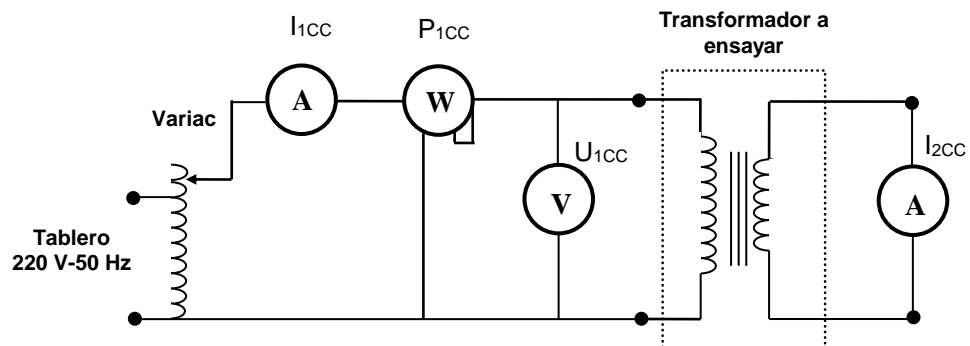 Transformador a
ensayar
I1CC
P1CC
A
W
Variac
U1CC
I2CC
V
A
Tablero
220 V-50 Hz